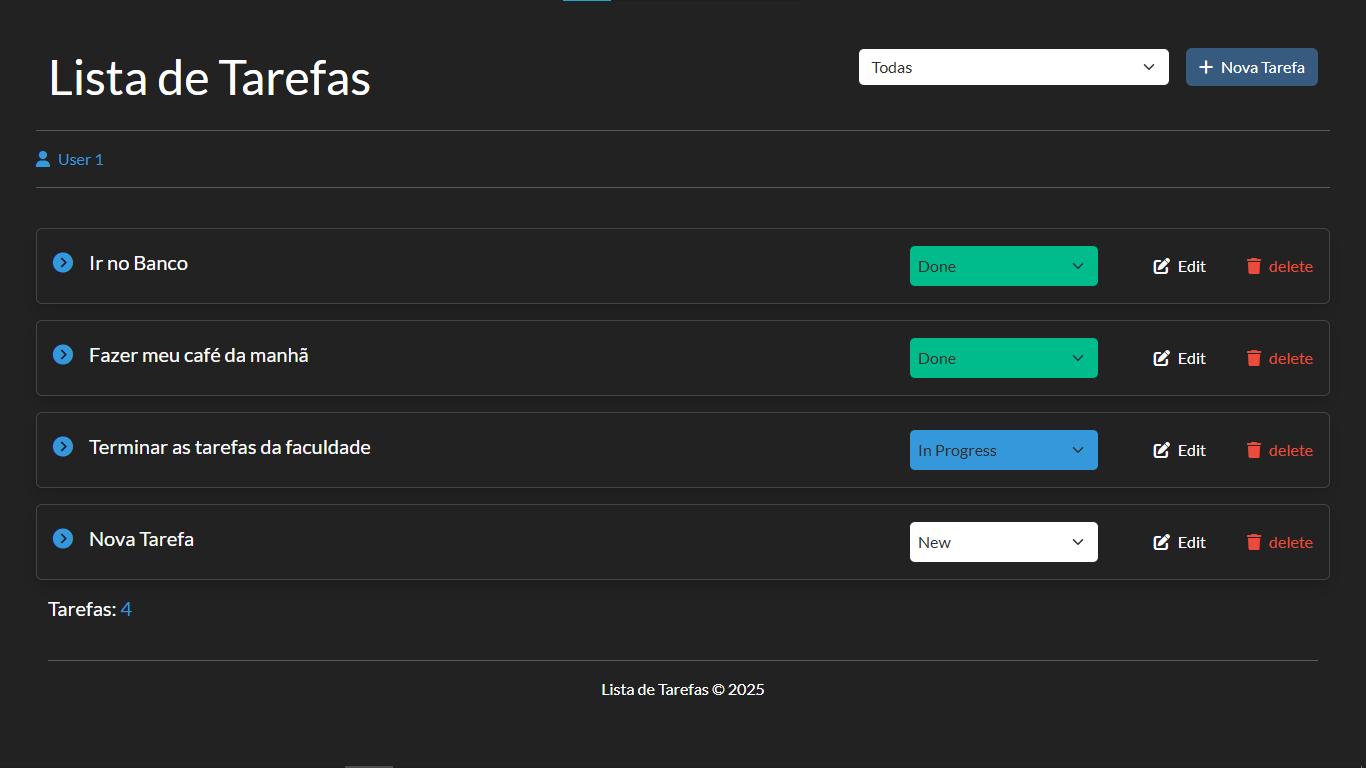 Lista de Tarefas
Todas
Nova Tarefa
User 1
Ir no Banco
Done
Edit
delete
Fazer meu café da manhã
Done
Edit
delete
Terminar as tarefas da faculdade
In Progress
Edit
delete
Nova Tarefa
New
Edit
delete
Tarefas: 4
Lista de Tarefas © 2025